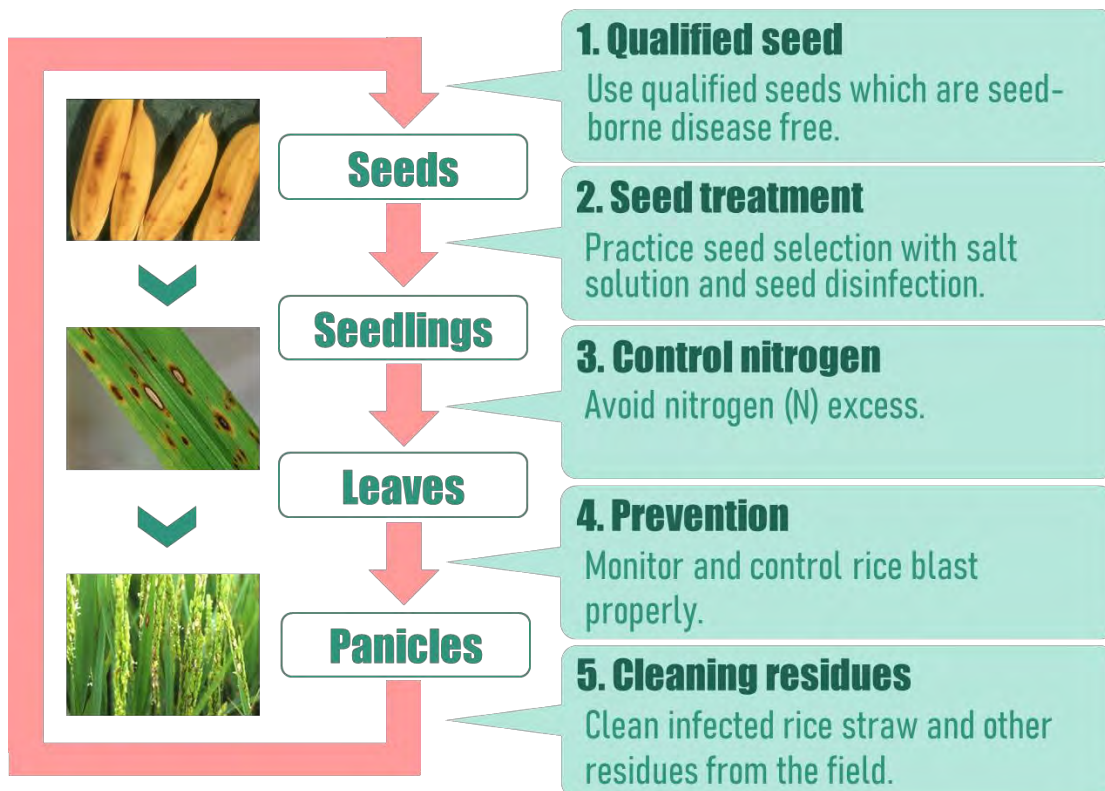 1. Qualified seed
Use qualified seeds which are seed-
borne disease free.
Seeds
2. Seed treatment
Practice seed selection with salt
solution and seed disinfection.
Seedlings
3. Control nitrogen
Avoid nitrogen (N) excess.
Leaves
4. Prevention
Monitor and control rice blast
properly.
Panicles
5. Cleaning residues
Clean infected rice straw and other
residues from the field.